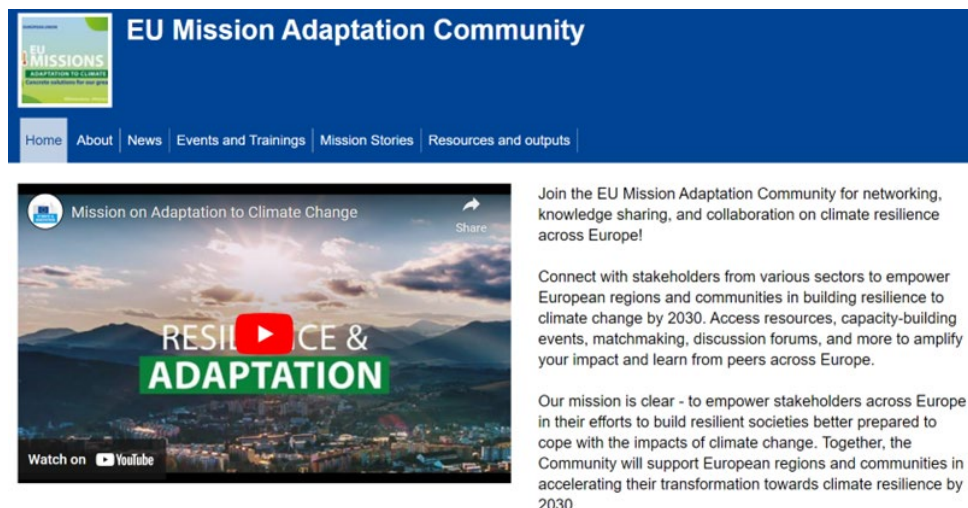 EUROPEAN UNION
EU
MISSIONS
ADAPTATION TO CLIMATE
Concrete solutions for our grea
EU Mission Adaptation Community
Home About News Events and Trainings Mission Stories Resources and outputs
Mission on Adaptation to Climate Change
Share
RESIL CE &
ADAPTATION
Watch on YouTube
Join the EU Mission Adaptation Community for networking,
knowledge sharing, and collaboration on climate resilience
across Europe!
Connect with stakeholders from various sectors to empower
European regions and communities in building resilience to
climate change by 2030. Access resources, capacity-building
events, matchmaking, discussion forums, and more to amplify
your impact and learn from peers across Europe.
Our mission is clear - to empower stakeholders across Europe
in their efforts to build resilient societies better prepared to
cope with the impacts of climate change. Together, the
Community will support European regions and communities in
accelerating their transformation towards climate resilience by
2030